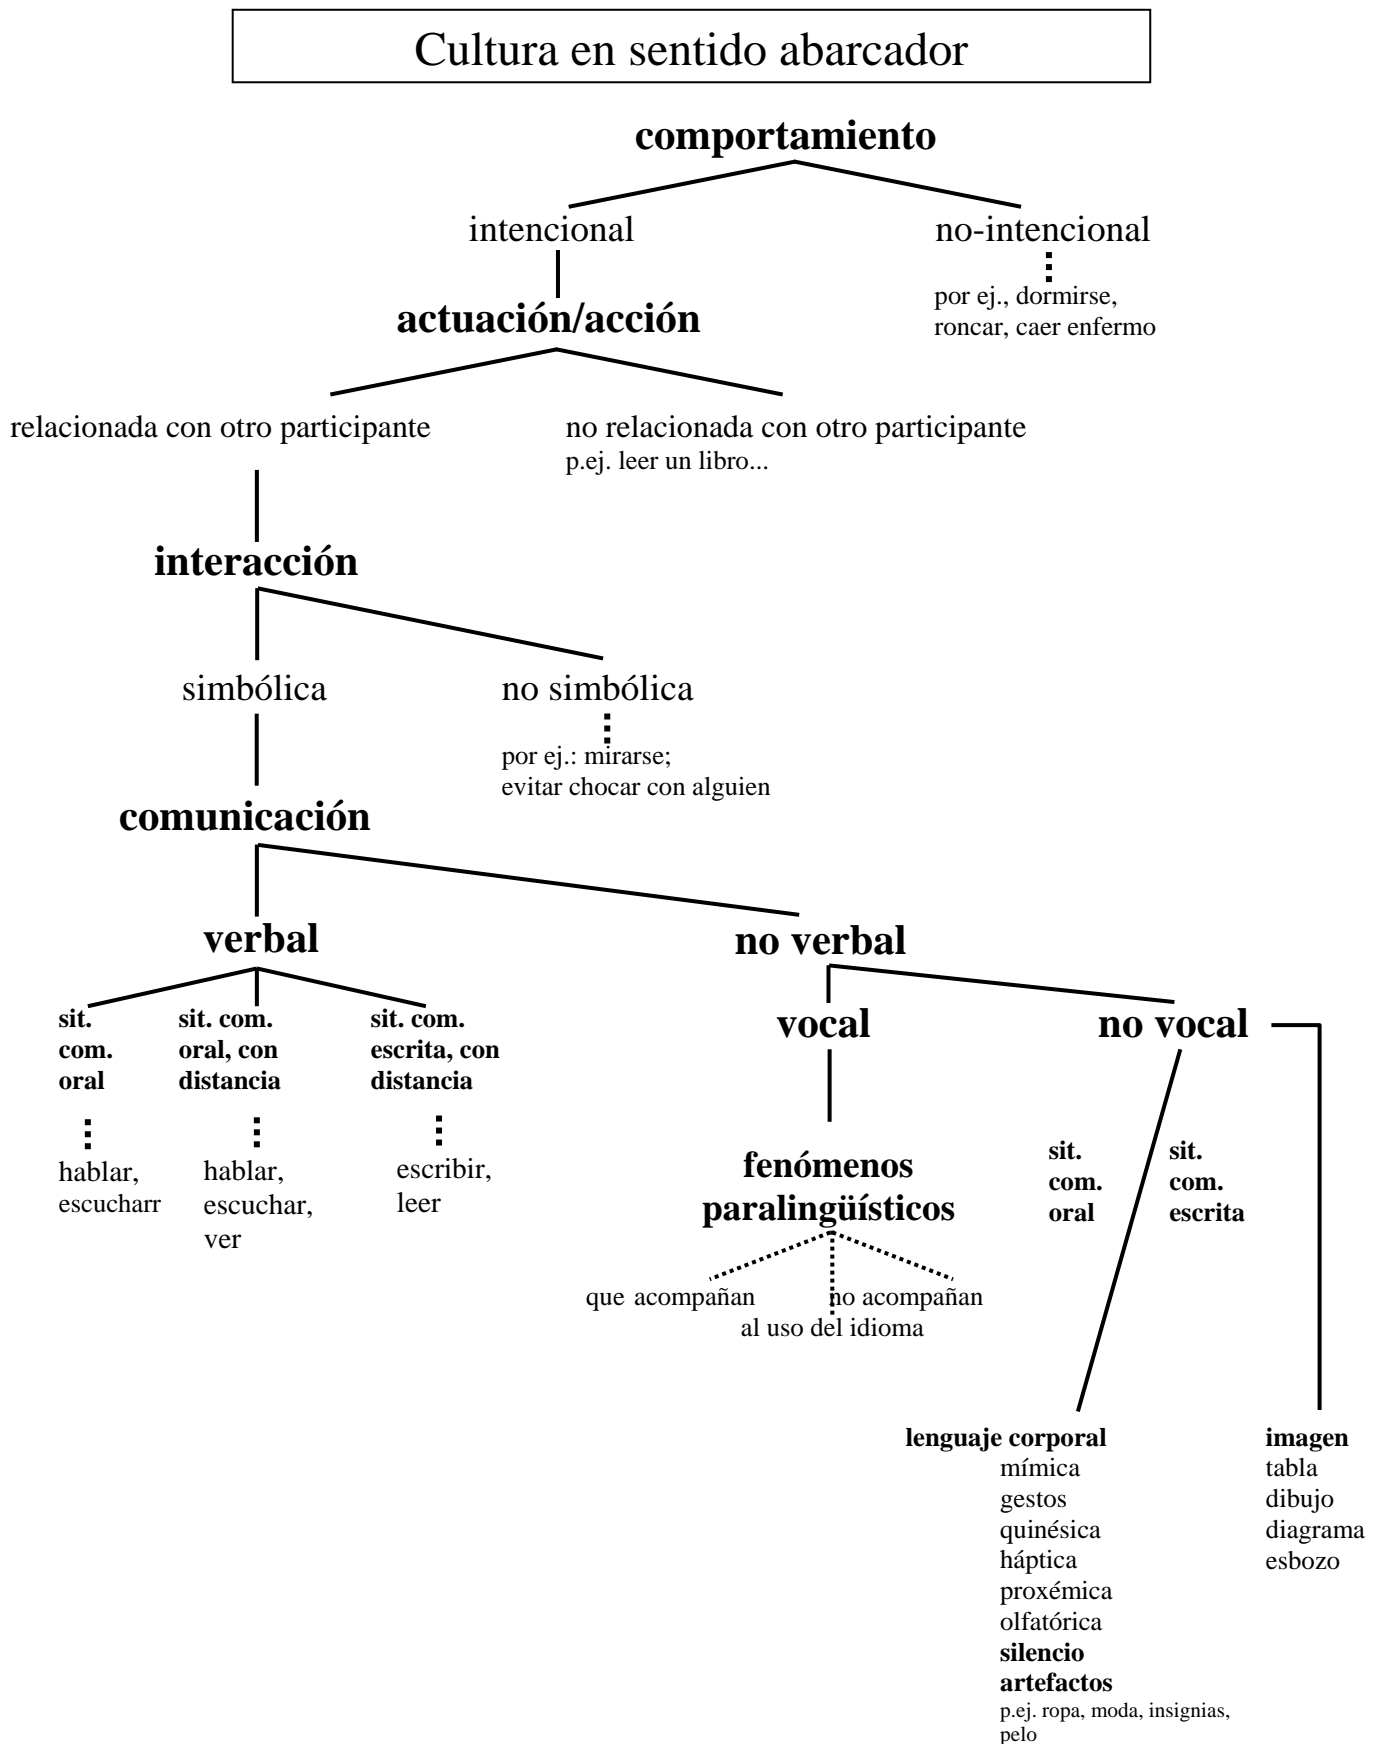 Cultura en sentido abarcador
comportamiento
intencional
no-intencional
por ej., dormirse,
roncar, caer enfermo
actuación/acción
relacionada con otro participante
no relacionada con otro participante
p.ej. leer un libro...
interacción
simbólica
no simbólica
por ej.: mirarse;
evitar chocar con alguien
comunicación
verbal
no verbal
sit.
com.
oral
sit. com.
oral, con
distancia
sit. com.
escrita, con
distancia
vocal
no vocal
hablar,
escucharr
hablar,
escuchar,
ver
escribir,
leer
fenómenos
paralingüísticos
sit.
com.
oral
sit.
com.
escrita
que acompañan
no acompañan
al uso del idioma
lenguaje corporal
mímica
gestos
quinésica
háptica
proxémica
olfatórica
silencio
artefactos
p.ej. ropa, moda, insignias,
pelo
imagen
tabla
dibujo
diagrama
esbozo